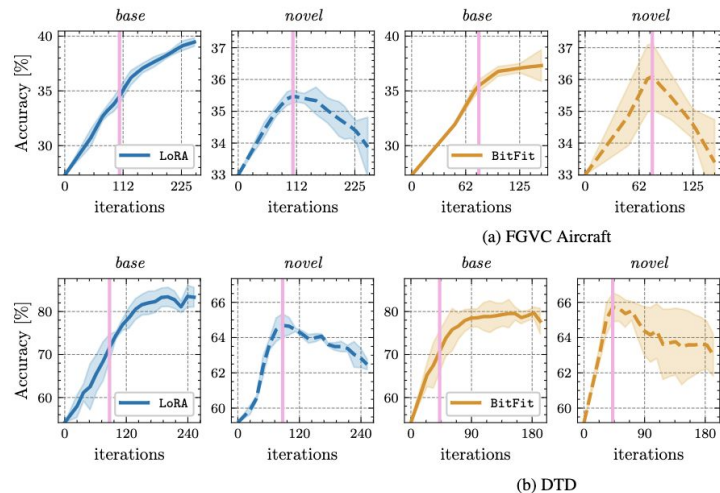 base
novel
base
novel
Accuracy [%]
40
37
36
35
34
33
30
40
37
36
35
34
33
30
LoRA
BitFit
0 112 225
0 112 225
0 62 125
0 62 125
iterations
iterations
iterations
iterations
(a) FGVC Aircraft
base
novel
base
novel
Accuracy [%]
80
70
60
66
64
62
60
80
70
60
66
64
62
60
LoRA
BitFit
0 120 240
0 120 240
0 90 180
0 90 180
iterations
iterations
iterations
iterations
(b) DTD